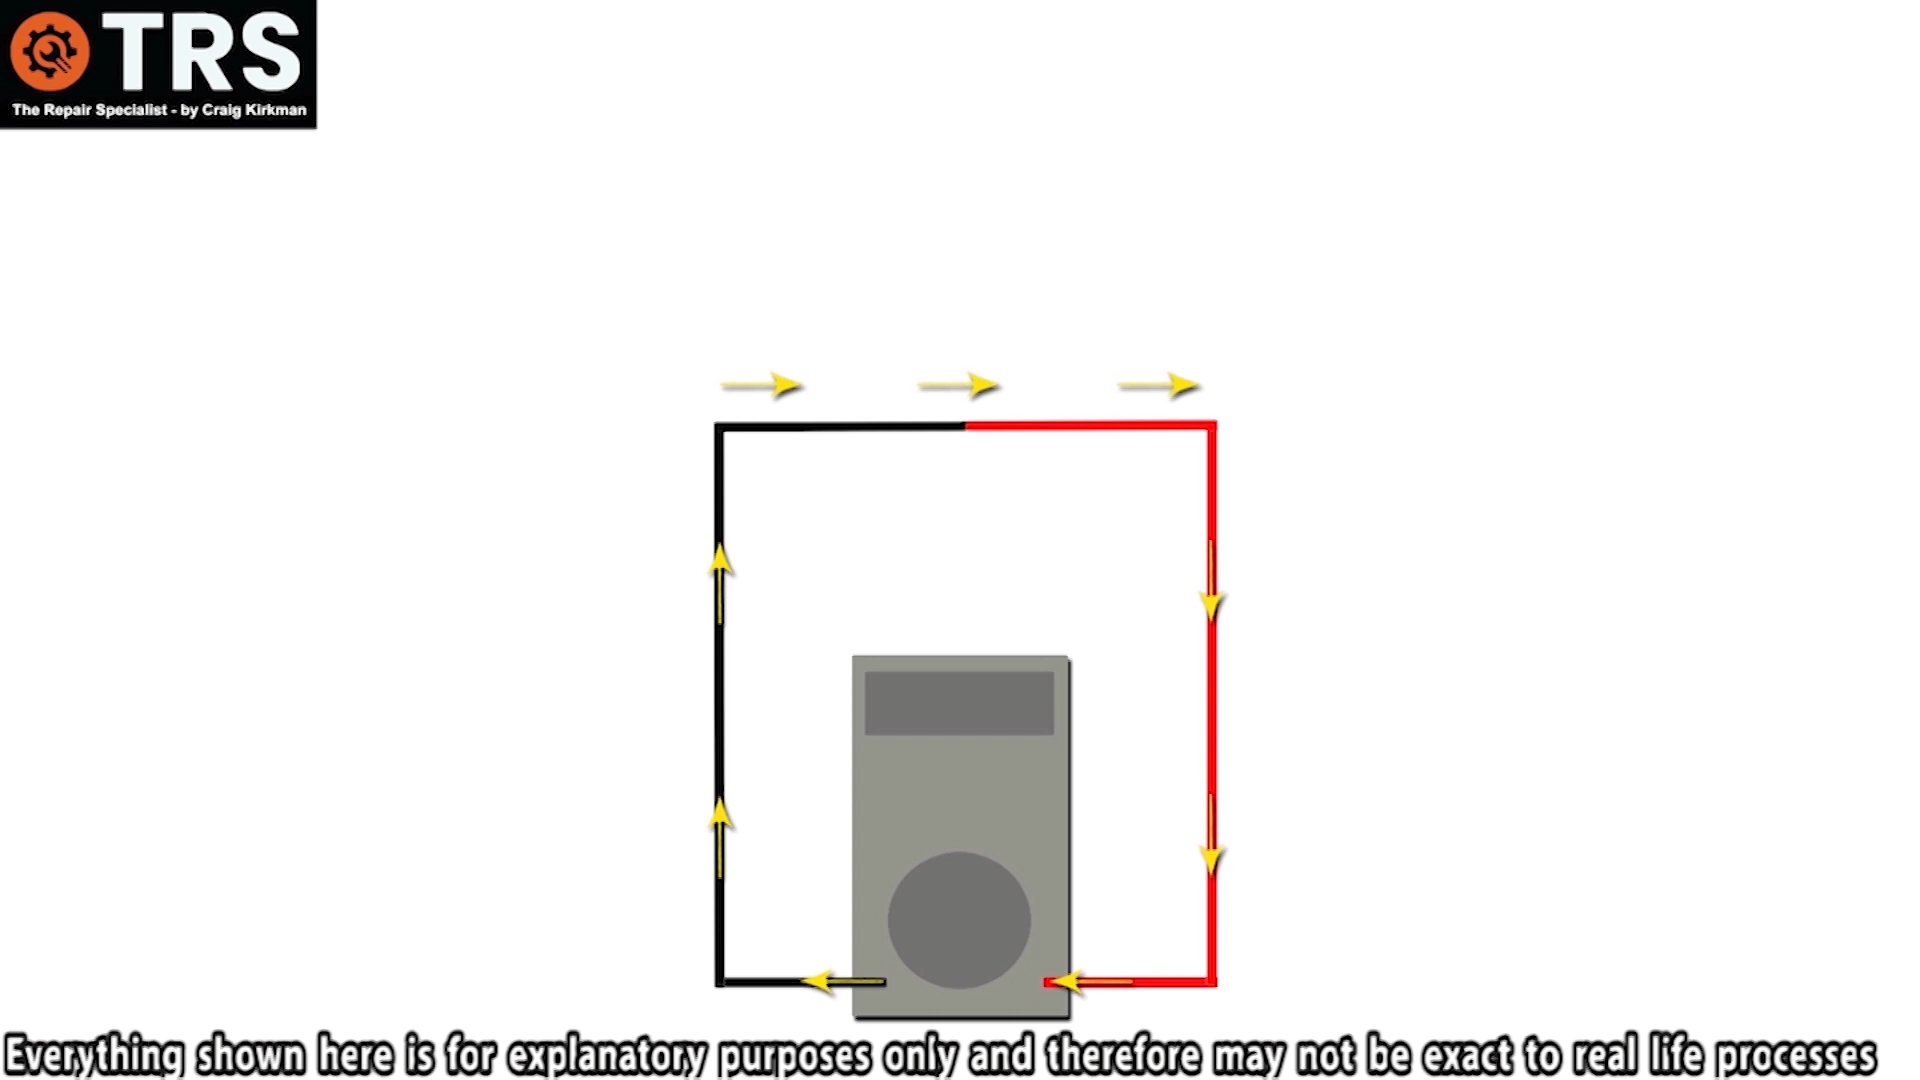 TRS
The Repair Specialist - by Craig Kirkman
Everything shown here is for explanatory purposes only and therefore may not be exact to real life processes